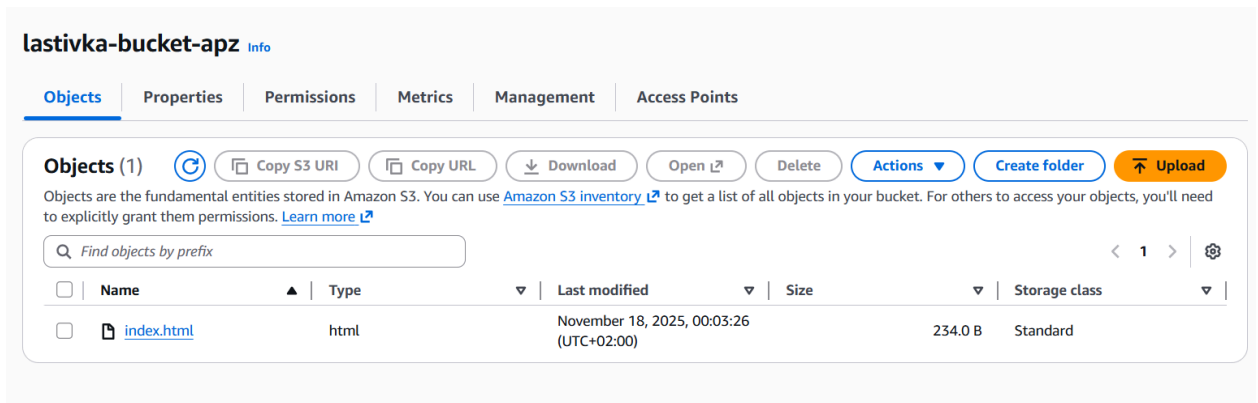 lastivka-bucket-apz Info
Objects Properties Permissions Metrics Management Access Points
Objects (1) Copy S3 URI Copy URL Download Open Delete Actions Create folder Upload
Objects are the fundamental entities stored in Amazon S3. You can use Amazon S3 inventory to get a list of all objects in your bucket. For others to access your objects, you'll need
to explicitly grant them permissions. Learn more
Find objects by prefix 1
Name Type Last modified Size Storage class
index.html html November 18, 2025, 00:03:26 234.0 B Standard
(UTC+02:00)